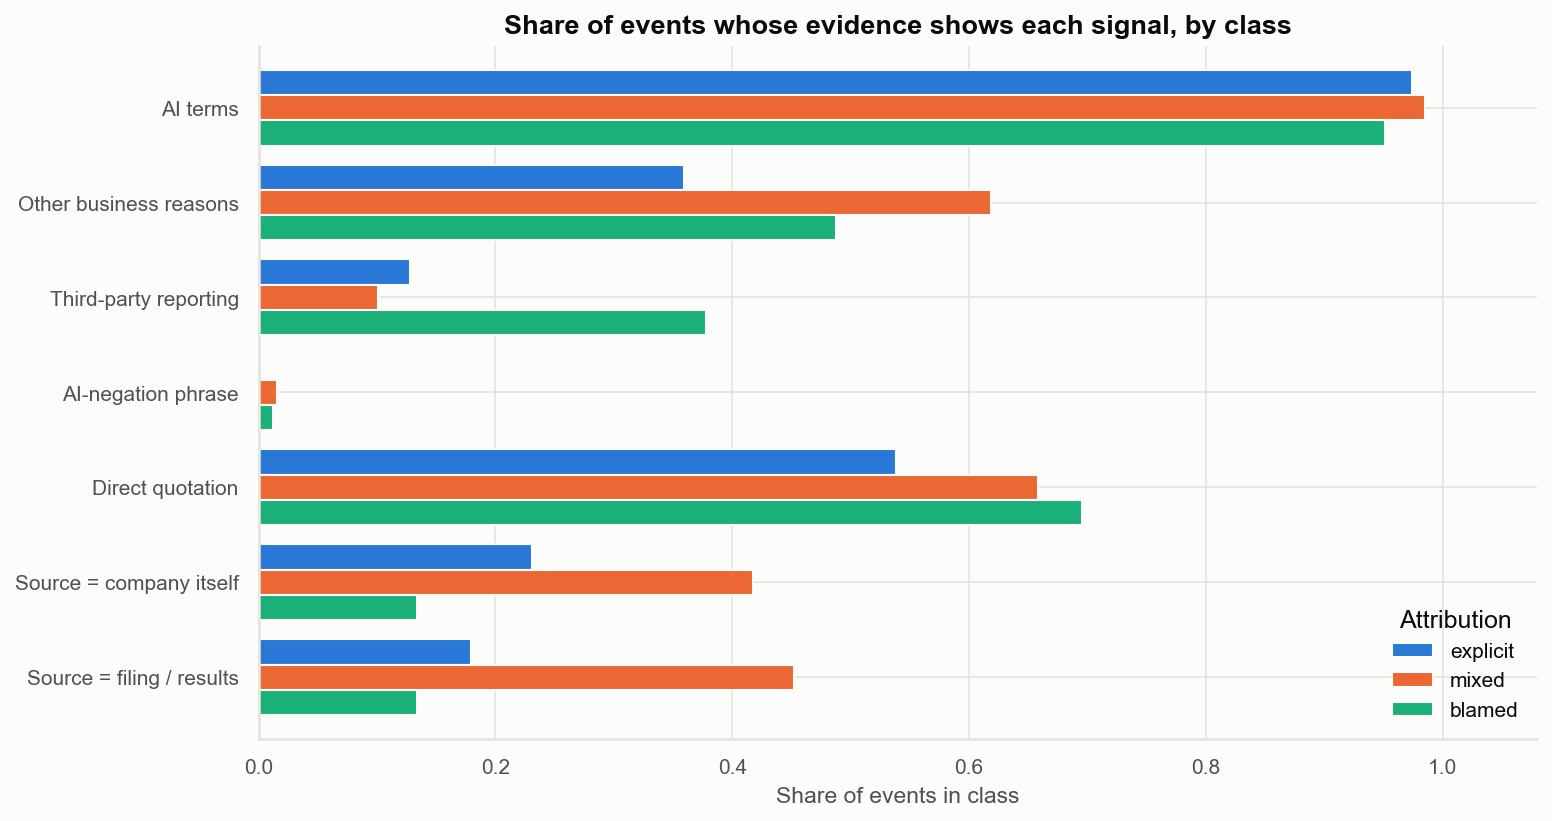 Share of events whose evidence shows each signal, by class
AI terms
Other business reasons
Third-party reporting
AI-negation phrase
Direct quotation
Source = company itself
Source = filing / results
Attribution
explicit
mixed
blamed
0.0 0.2 0.4 0.6 0.8 1.0
Share of events in class